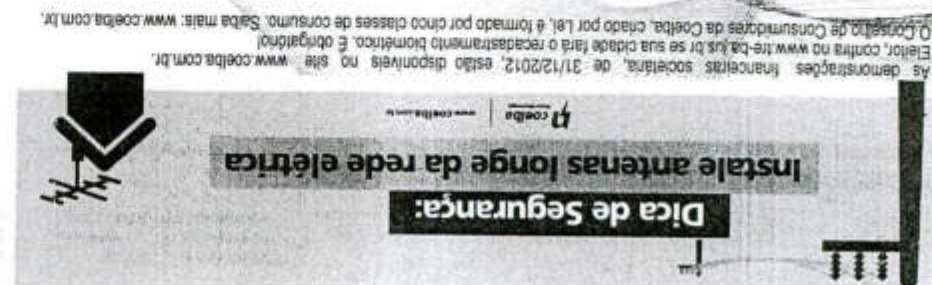 Dica de Segurança:
Instale antenas longe da rede elétrica
coelba | www.coelba.com.br
As demonstrações financeiras societária, de 31/12/2012, estão disponíveis no site www.coelba.com.br.
Eleitor, confira no www.tre-ba.jus.br se sua cidade fará o recadastramento biométrico. É obrigatório!
O Conselho de Consumidores da Coelba, criado por Lei, é formado por cinco classes de consumo. Saiba mais: www.coelba.com.br.